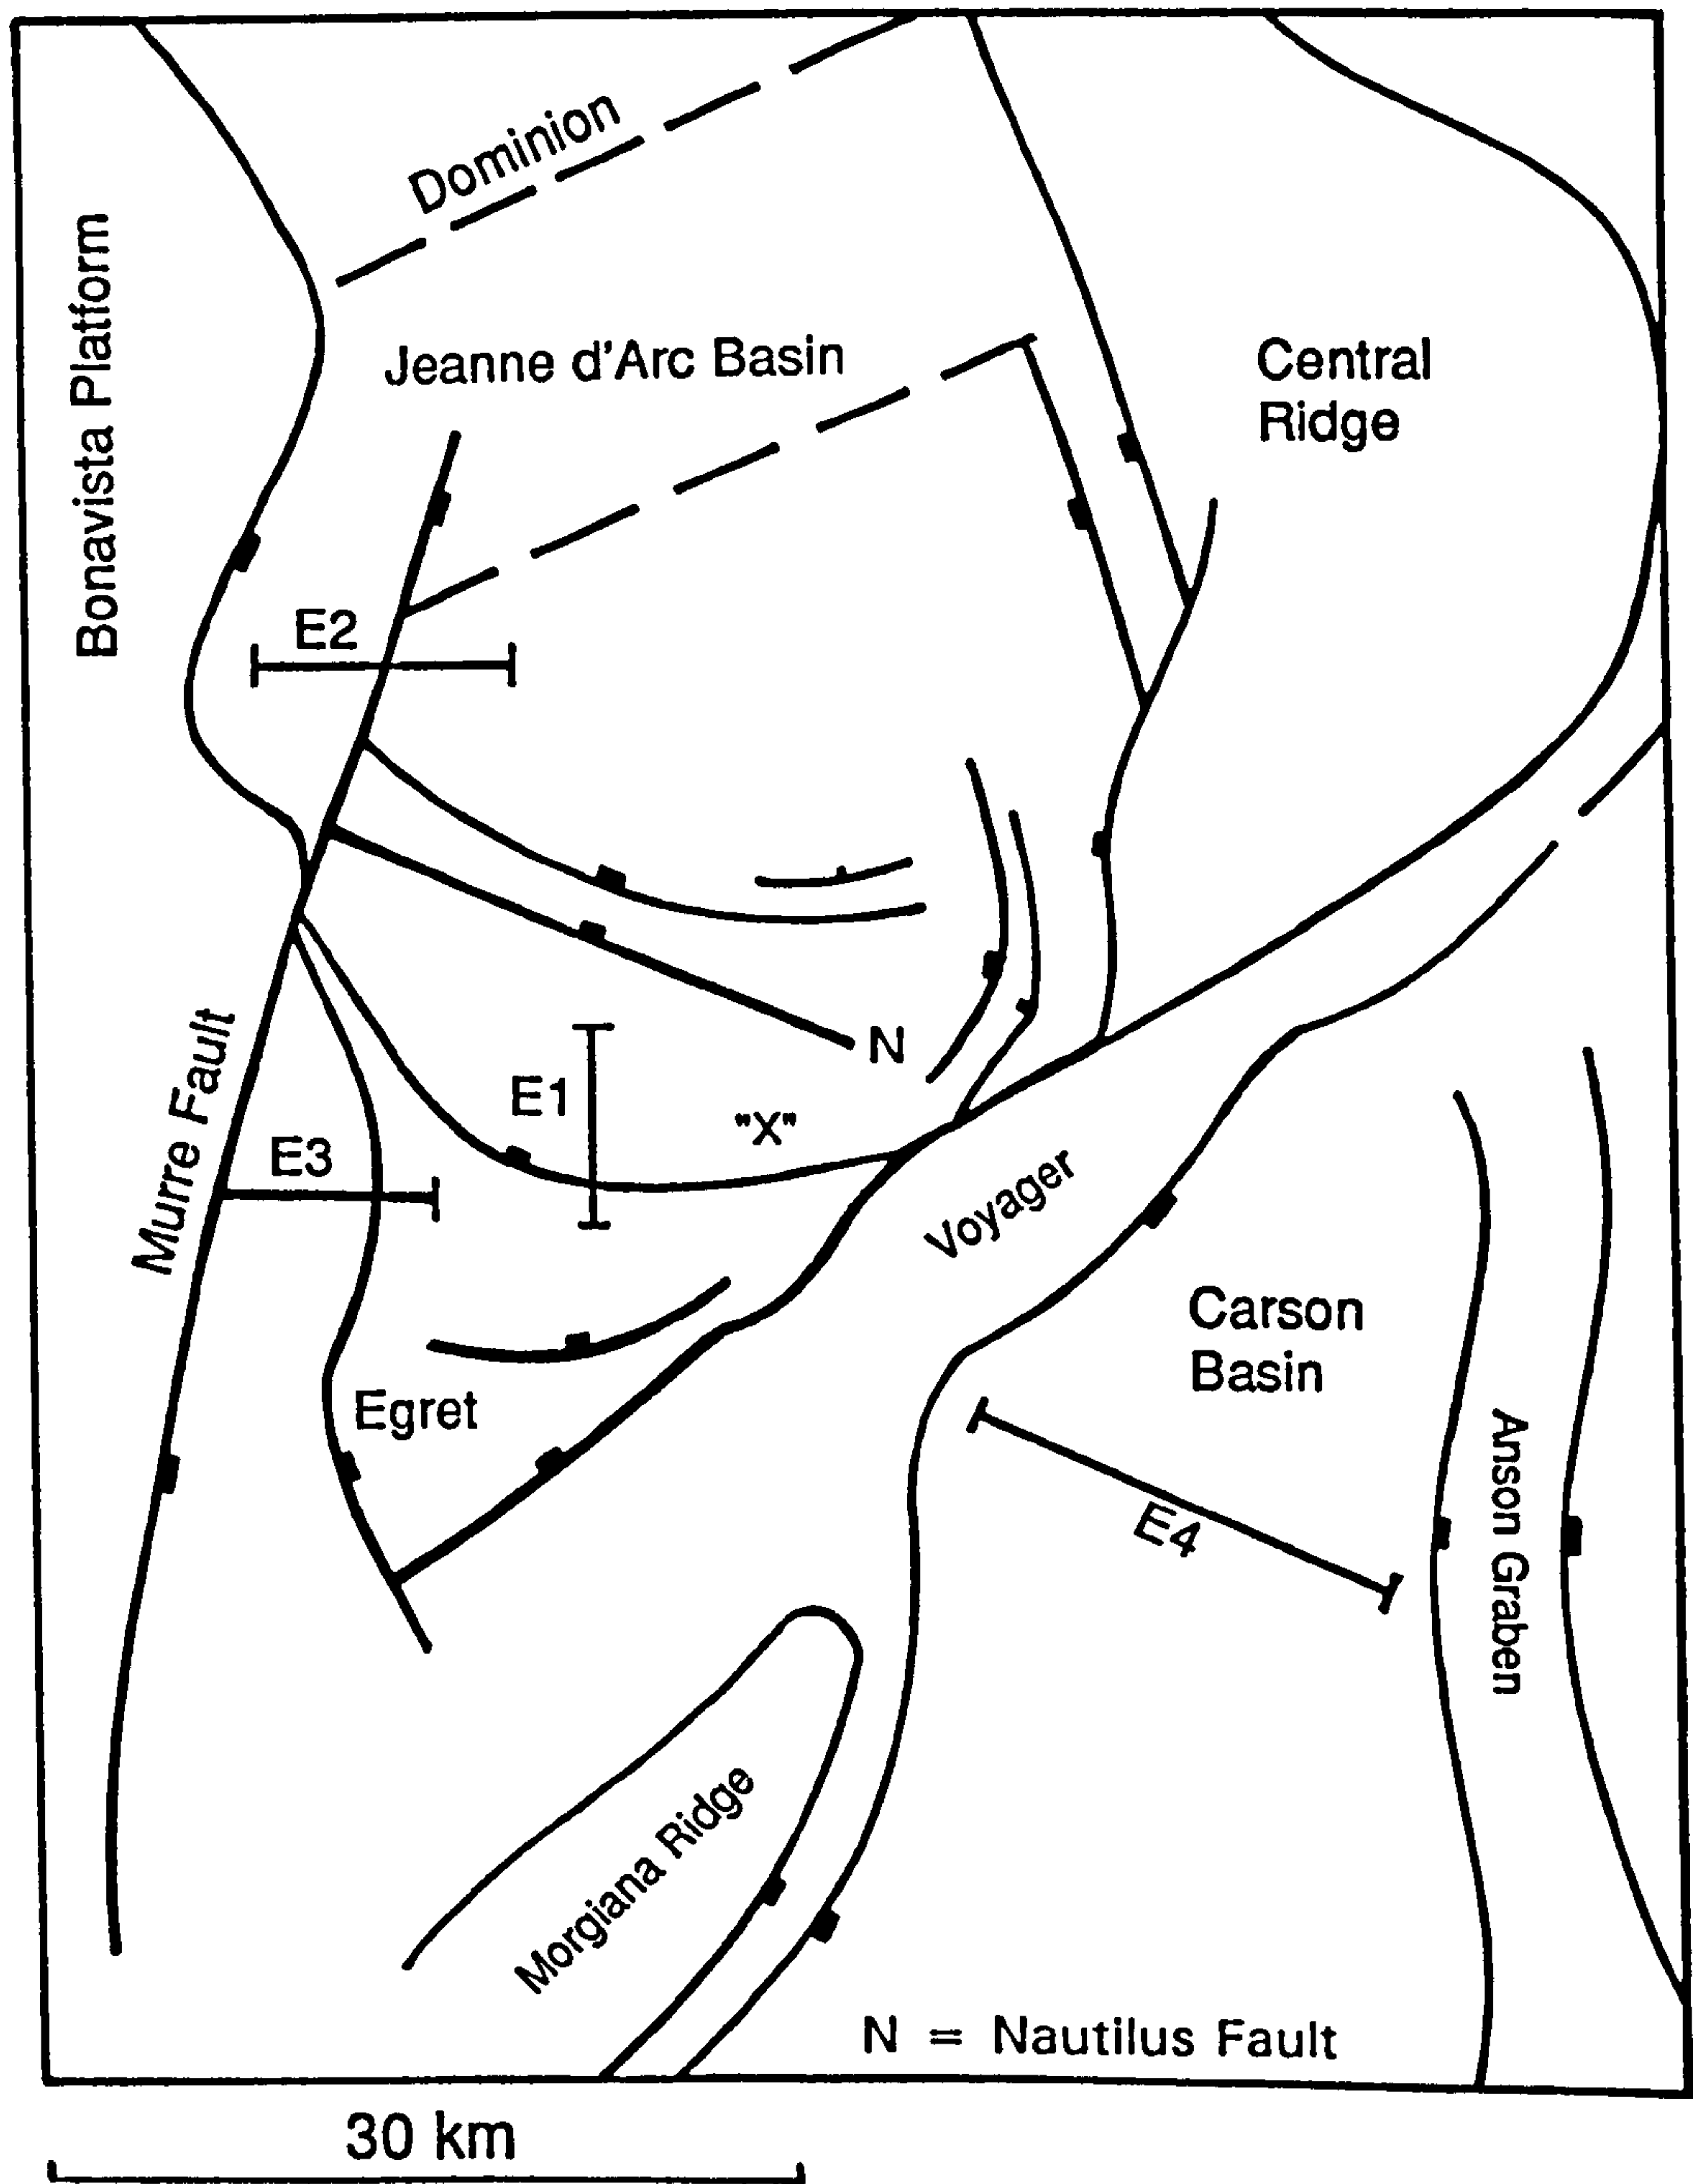 Dominion
Bonavista Platform
Jeanne d'Arc Basin
Central
Ridge
E2
N
E1
"X"
Murre Fault
E3
Voyager
Carson
Basin
Egret
E4
Anson Graben
Morgiana Ridge
N = Nautilus Fault
30 km